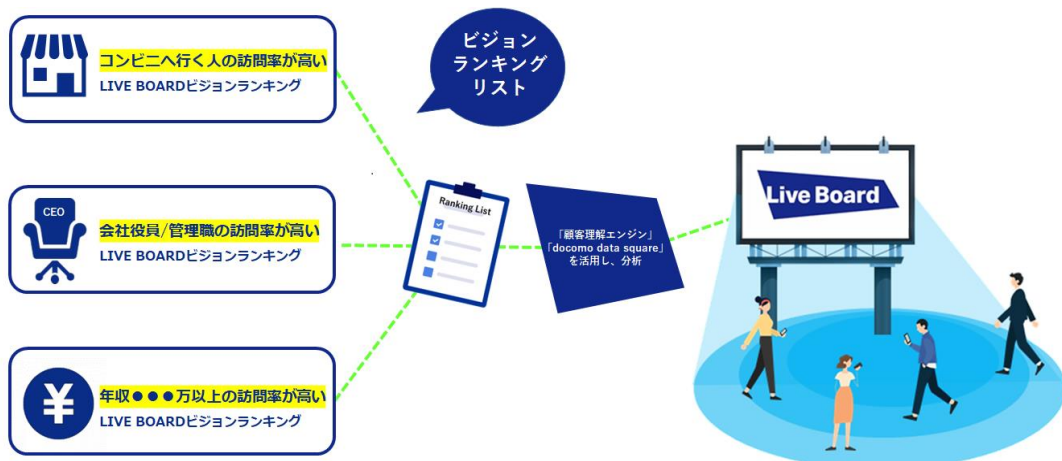 コンビニへ行く人の訪問率が高い
LIVE BOARDビジョンランキング
CEO
会社役員/管理職の訪問率が高い
LIVE BOARDビジョンランキング
¥
年収●●●万以上の訪問率が高い
LIVE BOARDビジョンランキング
ビジョン
ランキング
リスト
Ranking List
「顧客理解エンジン」
「docomo data square」
を活用し、分析
Live Board